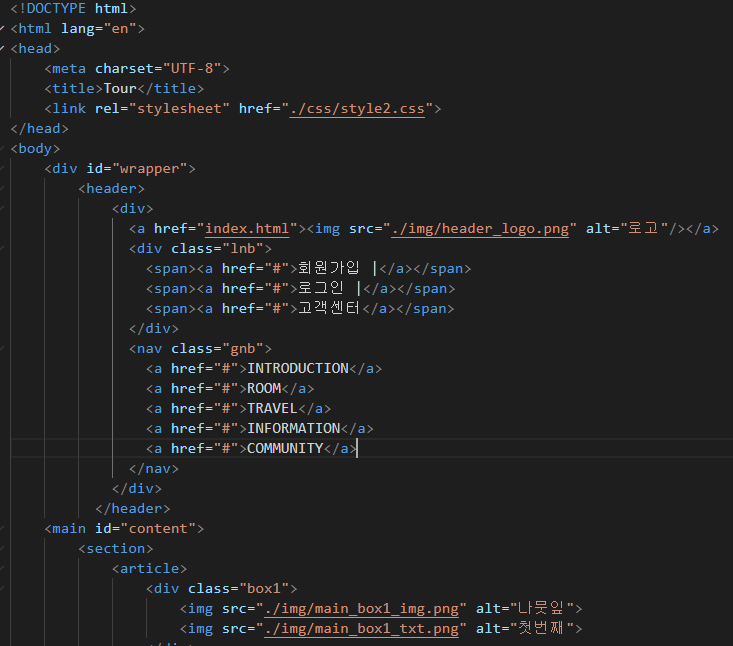 <!DOCTYPE html>
<html lang="en">
<head>
<meta charset="UTF-8">
<title>Tour</title>
<link rel="stylesheet" href="./css/style2.css">
</head>
<body>
<div id="wrapper">
<header>
<div>
<a href="index.html"><img src="./img/header_logo.png" alt="로고"/></a>
<div class="lnb">
<span><a href="#">회원가입 |</a></span>
<span><a href="#">로그인 |</a></span>
<span><a href="#">고객센터</a></span>
</div>
<nav class="gnb">
<a href="#">INTRODUCTION</a>
<a href="#">ROOM</a>
<a href="#">TRAVEL</a>
<a href="#">INFORMATION</a>
<a href="#">COMMUNITY</a>
</nav>
</div>
</header>
<main id="content">
<section>
<article>
<div class="box1">
<img src="./img/main_box1_img.png" alt="나뭇잎">
<img src="./img/main_box1_txt.png" alt="첫번째">